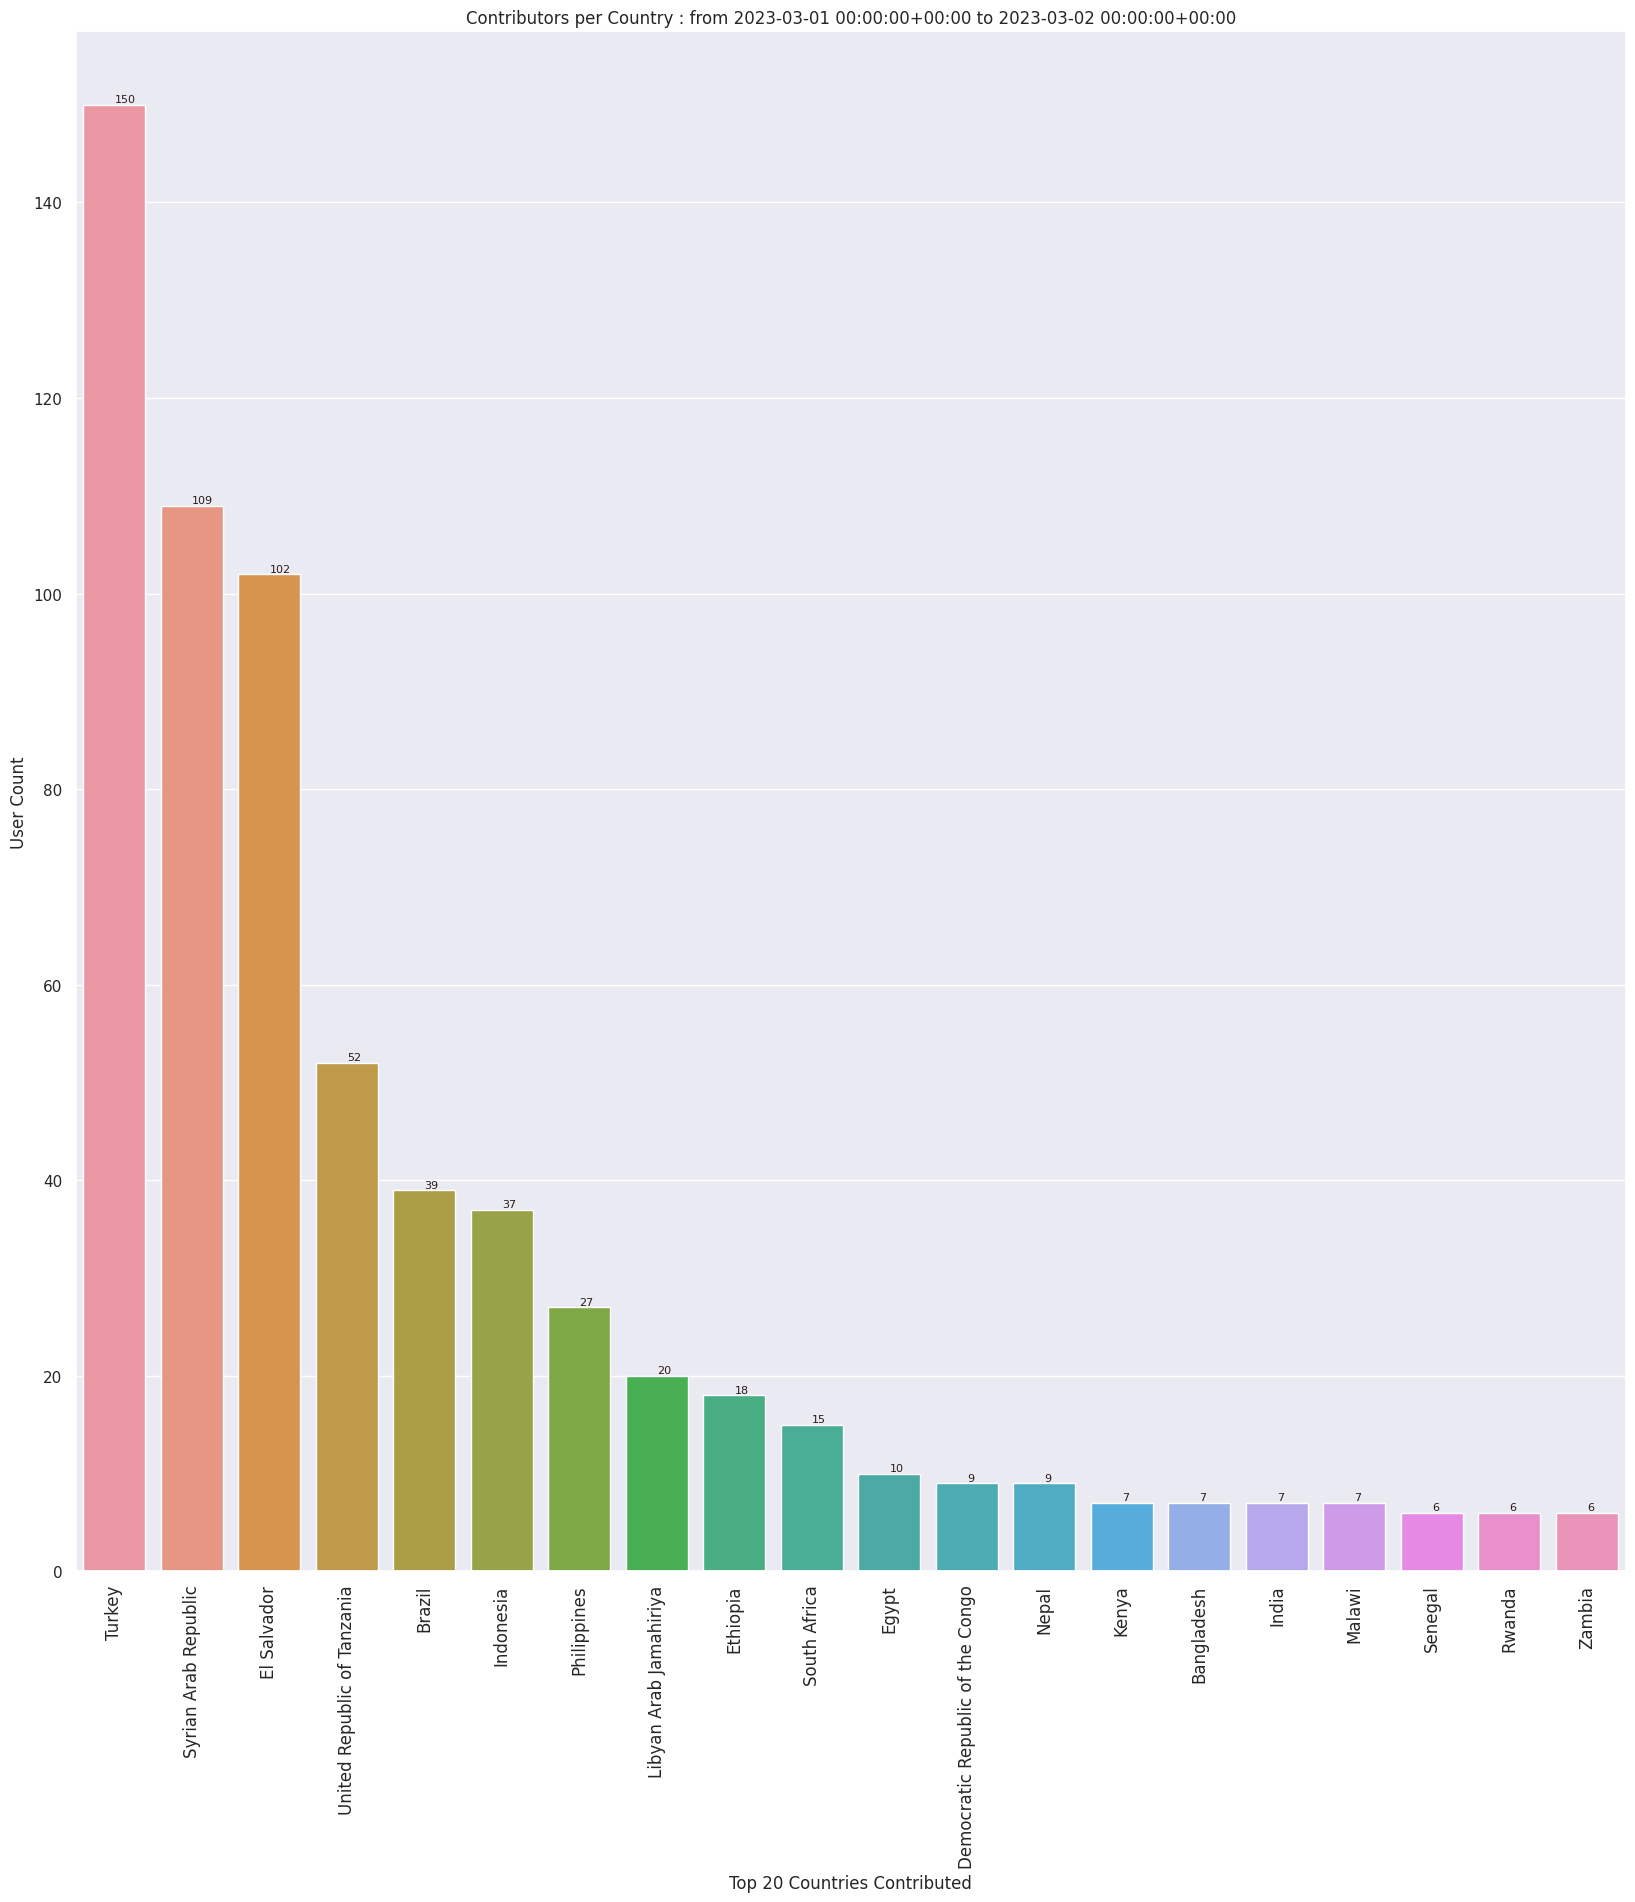 Contributors per Country : from 2023-03-01 00:00:00+00:00 to 2023-03-02 00:00:00+00:00
User Count
140
120
100
80
60
40
20
0
150
109
102
52
39
37
27
20
18
15
10
9
9
7
7
7
7
6
6
6
Turkey
Syrian Arab Republic
El Salvador
United Republic of Tanzania
Brazil
Indonesia
Philippines
Libyan Arab Jamahiriya
Ethiopia
South Africa
Egypt
Democratic Republic of the Congo
Nepal
Kenya
Bangladesh
India
Malawi
Senegal
Rwanda
Zambia
Top 20 Countries Contributed